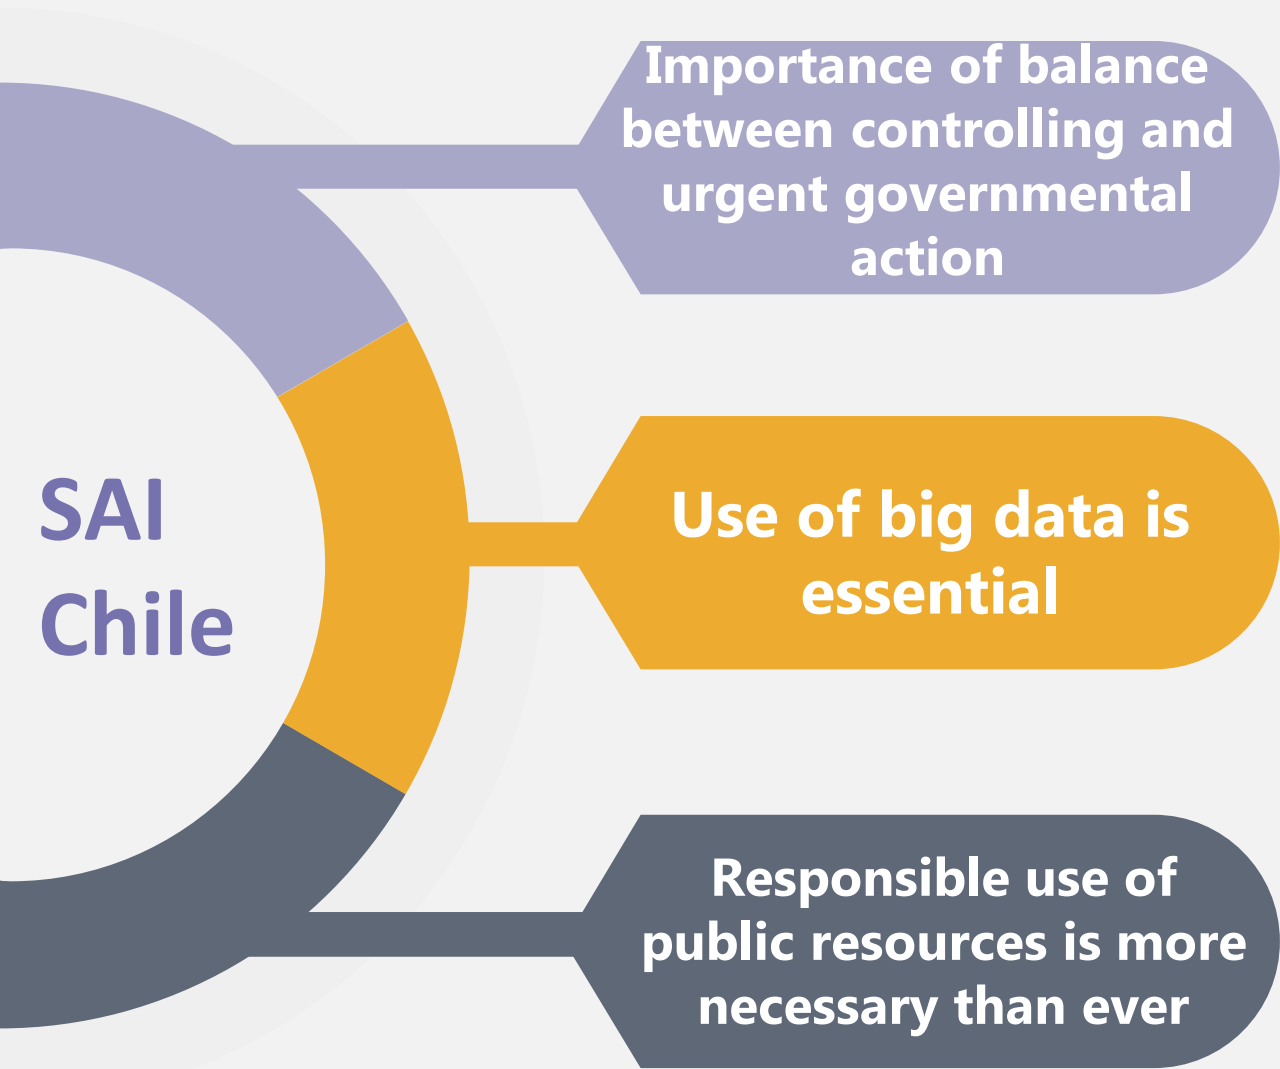 Importance of balance
between controlling and
urgent governmental
action
SAI
Chile
Use of big data is
essential
Responsible use of
public resources is more
necessary than ever